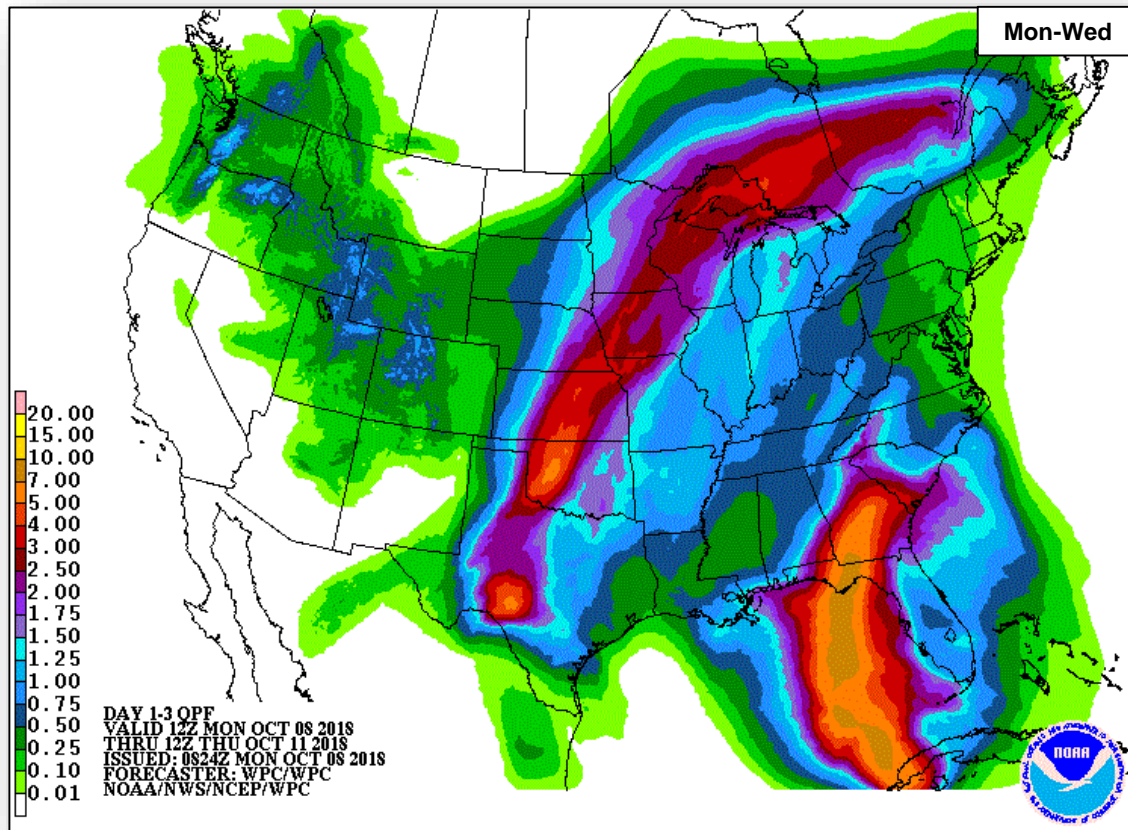 Mon-Wed
20.00
15.00
10.00
7.00
5.00
4.00
3.00
2.50
2.00
1.75
1.50
1.25
1.00
0.75
0.50
0.25
0.10
0.01
DAY 1-3 QPF
VALID 12Z MON OCT 08 2018
THRU 12Z THU OCT 11 2018
ISSUED: 0824Z MON OCT 08 2018
FORECASTER: WPC/WPC
NOAA/NWS/NCEP/WPC
NOAA